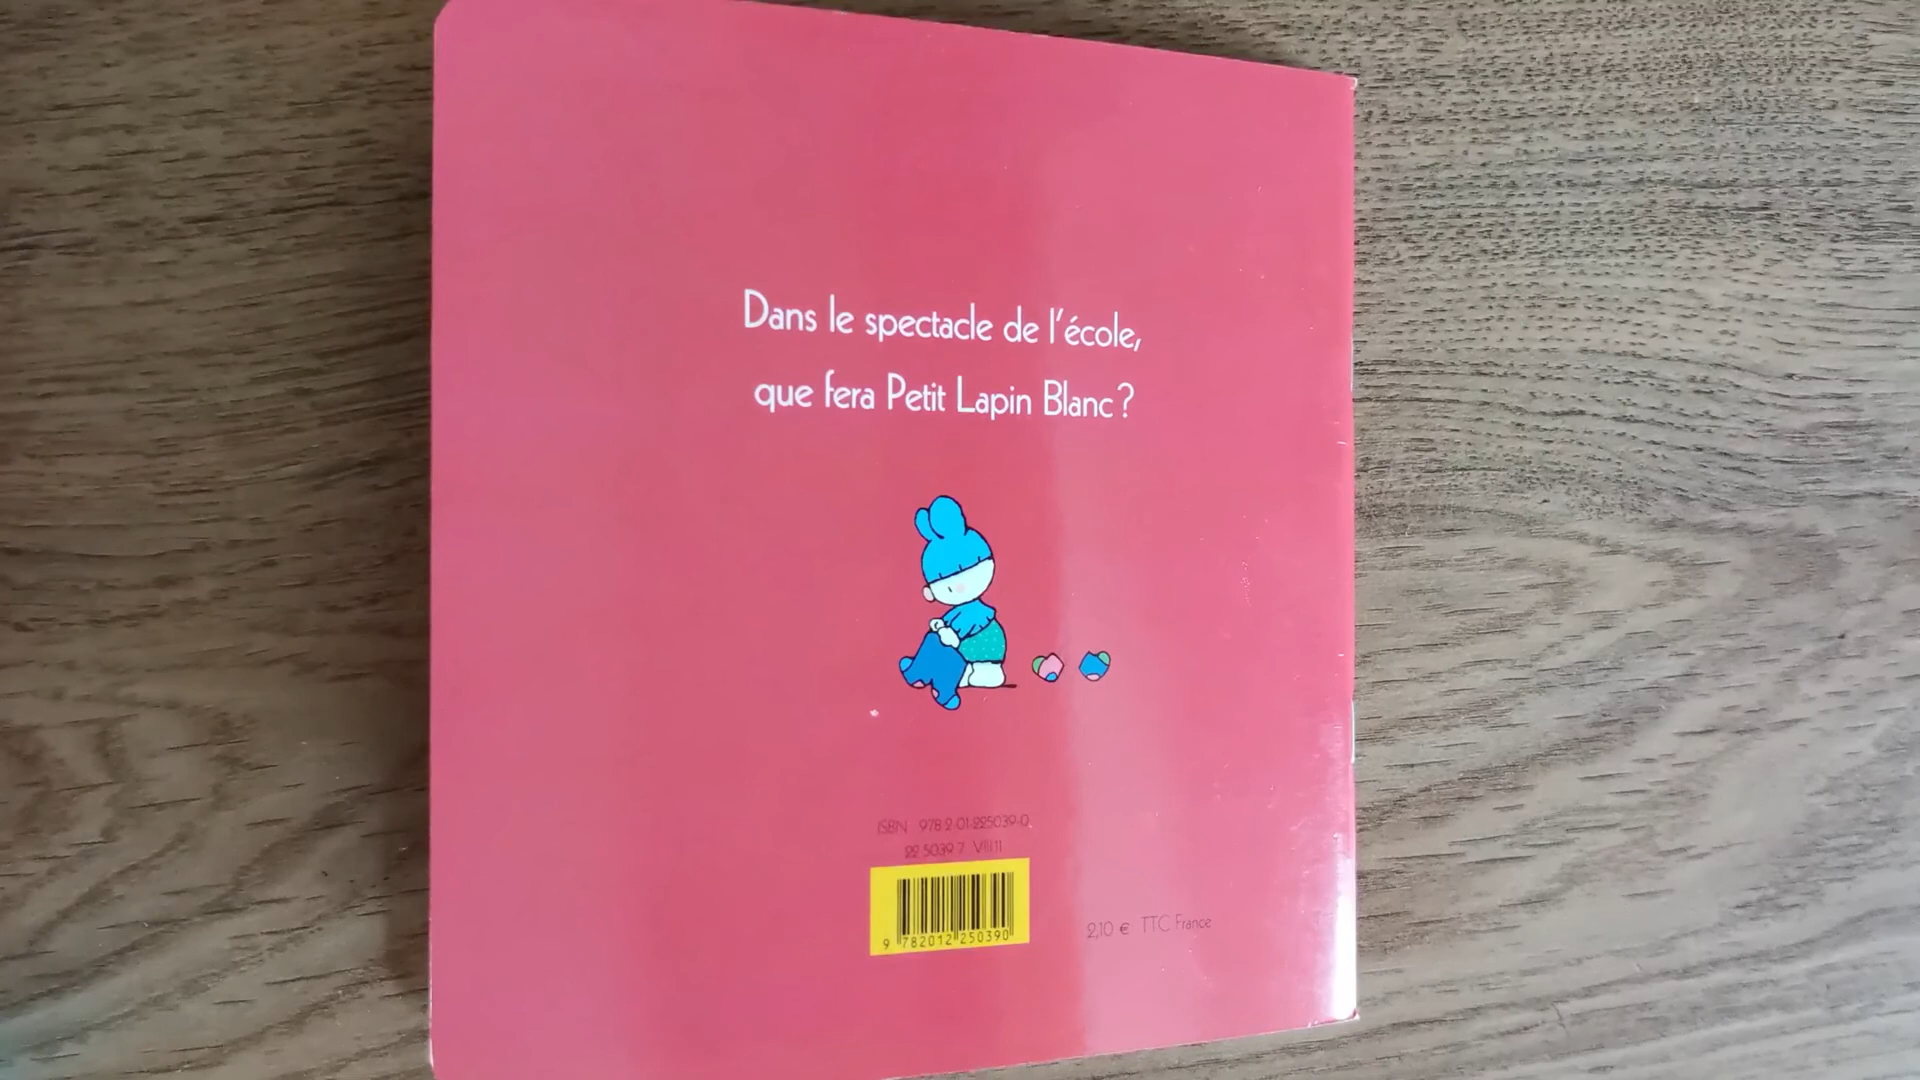 Dans le spectacle de l'école,
que fera Petit Lapin Blanc ?
ISBN 978-2-01-225039-0
22 5039 7 VIII11
9 782012 250390
2,10 € TTC France